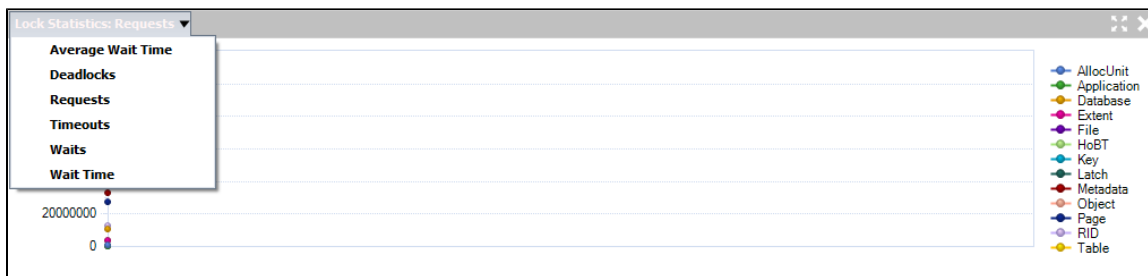 Lock Statistics: Requests
Average Wait Time
Deadlocks
Requests
Timeouts
Waits
Wait Time
20000000
0
AllocUnit
Application
Database
Extent
File
HoBT
Key
Latch
Metadata
Object
Page
RID
Table